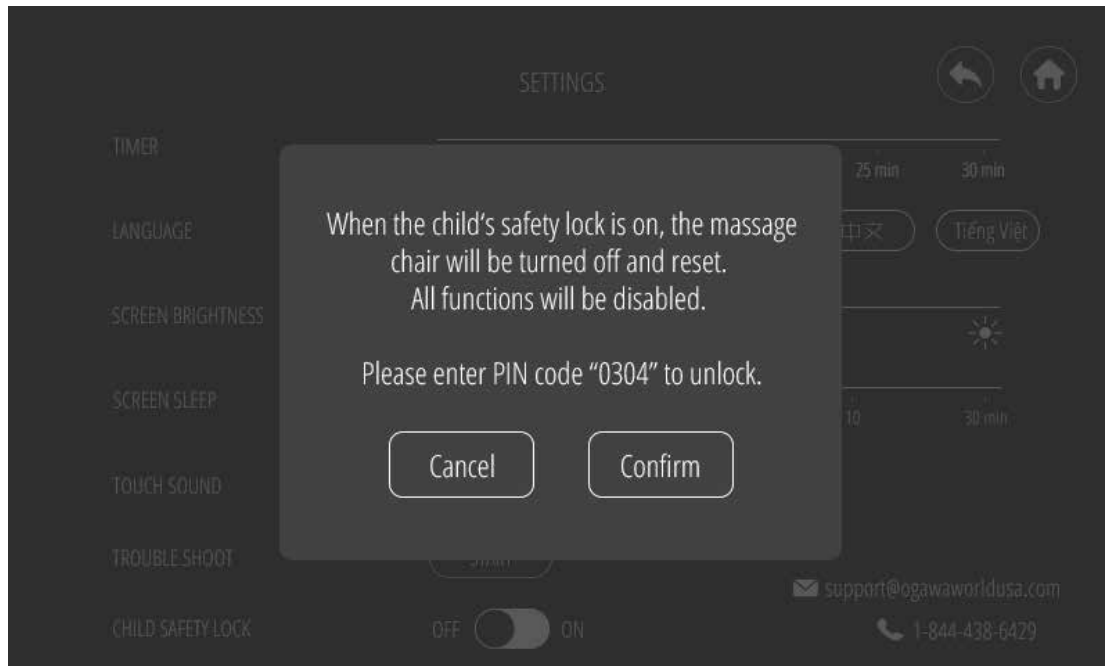 SETTINGS
TIMER
25 min
30 min
LANGUAGE
中文
Tiếng Việt
When the child's safety lock is on, the massage
chair will be turned off and reset.
All functions will be disabled.
SCREEN BRIGHTNESS
Please enter PIN code “0304” to unlock.
SCREEN SLEEP
10
30 min
Cancel
Confirm
TOUCH SOUND
TROUBLE SHOOT
support@ogawaworldusa.com
CHILD SAFETY LOCK
OFF
ON
1-844-438-6429